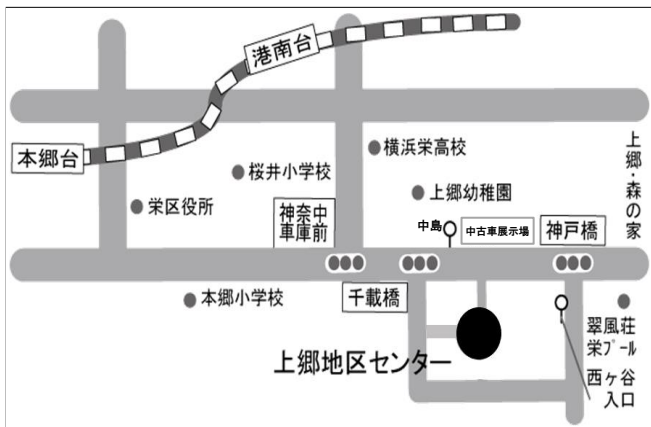 港南台
本郷台
横浜栄高校
桜井小学校
上郷・森の家
上郷幼稚園
栄区役所
神奈中
車庫前
中島
中古車展示場
神戸橋
本郷小学校
千載橋
翠風荘
栄プール
西ケ谷
入口
上郷地区センター